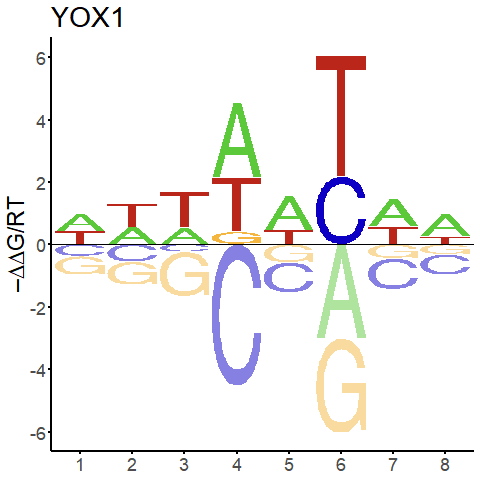 YOX1
−ΔΔG/RT
6
4
2
0
-2
-4
-6
A T C G
T A C G
T A G C G
A T G C
A T G C
T C A G
A T G C
A T G C
1 2 3 4 5 6 7 8